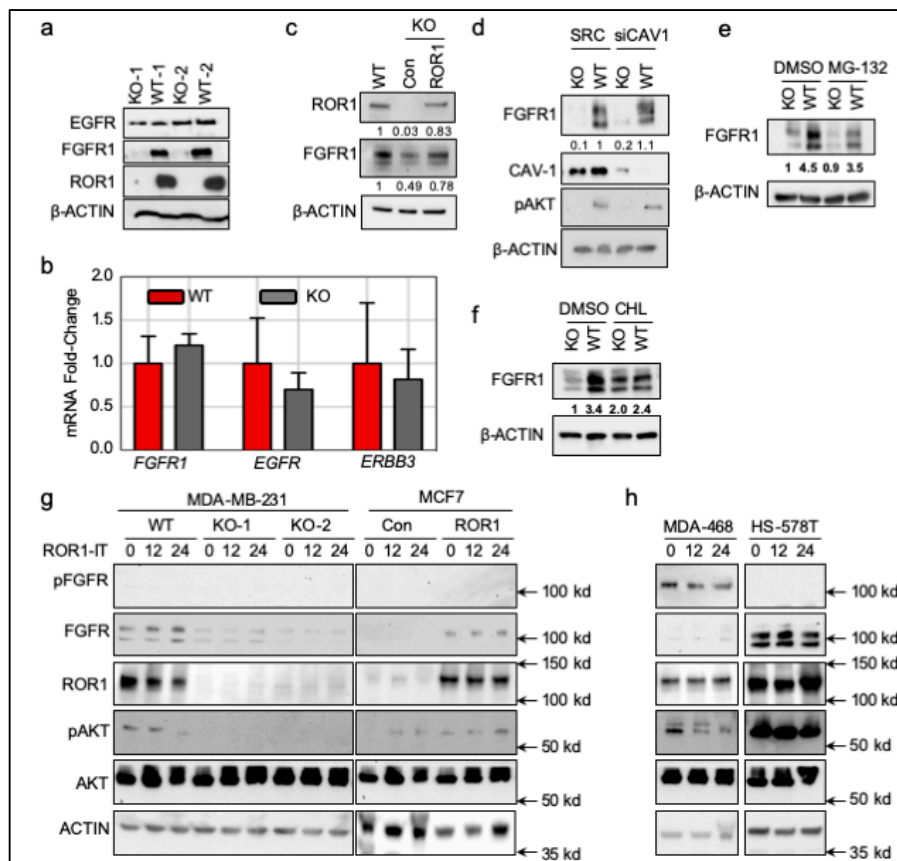 a
KO-1 WT-1 KO-2 WT-2
EGFR
FGFR1
ROR1
β-ACTIN
b
mRNA Fold-Change
2.0
1.5
1.0
0.5
0.0
WT KO
FGFR1 EGFR ERBB3
c
KO
WT Con ROR1
ROR1
1 0.03 0.83
FGFR1
1 0.49 0.78
β-ACTIN
d
SRC siCAV1
KO WT KO WT
FGFR1
0.1 1 0.2 1.1
CAV-1
pAKT
β-ACTIN
e
DMSO MG-132
KO WT KO WT
FGFR1
1 4.5 0.9 3.5
β-ACTIN
f
DMSO CHL
KO WT KO WT
FGFR1
1 3.4 2.0 2.4
β-ACTIN
g
MDA-MB-231 MCF7
WT KO-1 KO-2 Con ROR1
ROR1-IT 0 12 24 0 12 24 0 12 24 0 12 24 0 12 24
pFGFR ← 100 kd
FGFR ← 100 kd
ROR1 ← 150 kd
← 100 kd
pAKT ← 50 kd
AKT ← 50 kd
ACTIN ← 35 kd
h
MDA-468 HS-578T
0 12 24 0 12 24
← 100 kd
← 100 kd
← 150 kd
← 100 kd
← 50 kd
← 50 kd
← 35 kd